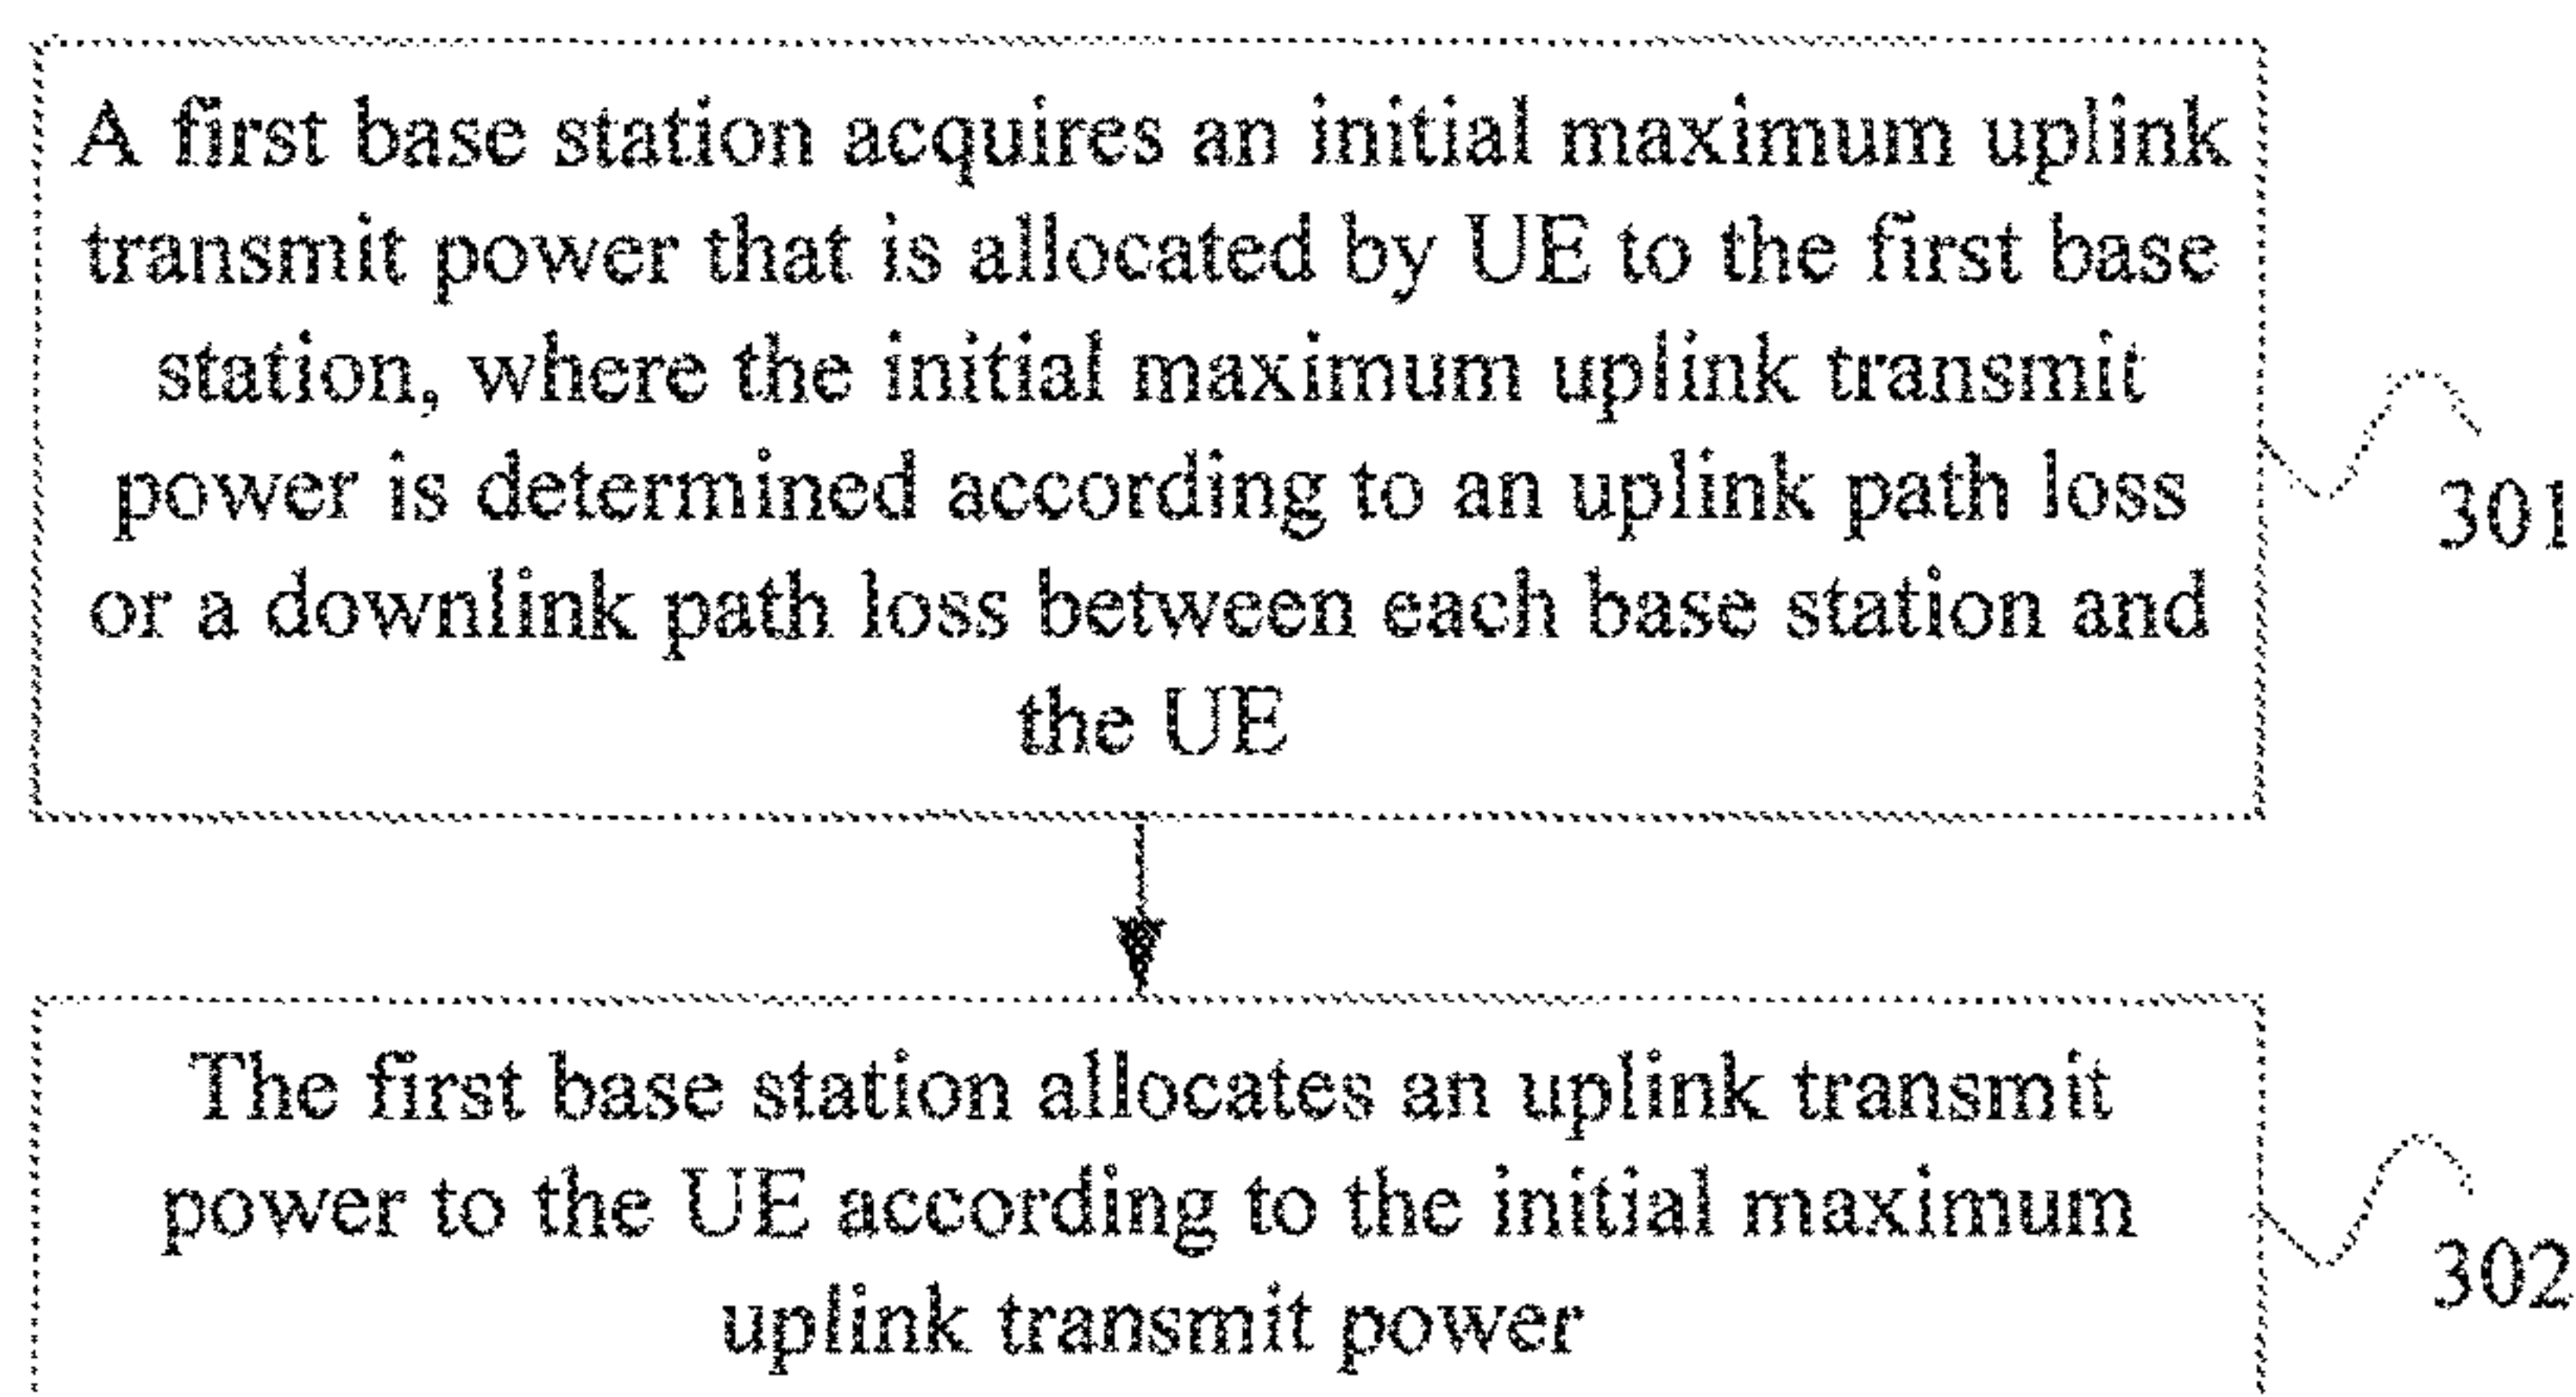 A first base station acquires an initial maximum uplink
transmit power that is allocated by UE to the first base
station, where the initial maximum uplink transmit
power is determined according to an uplink path loss
or a downlink path loss between each base station and
the UE
301
The first base station allocates an uplink transmit
power to the UE according to the initial maximum
uplink transmit power
302